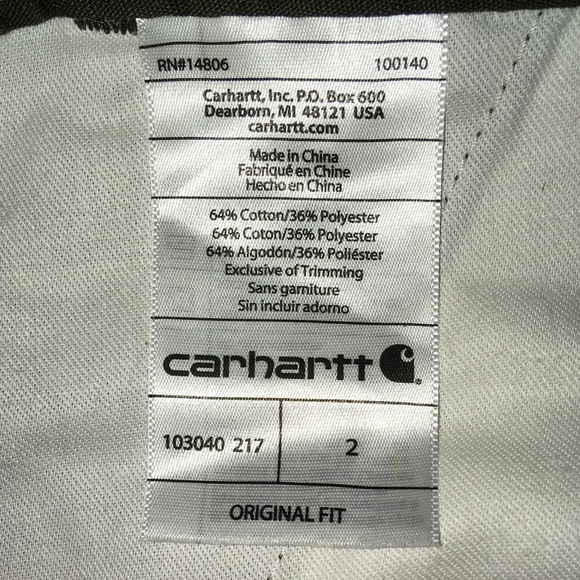 RN#14806 100140
Carhartt, Inc. P.O. Box 600
Dearborn, MI 48121 USA
carhartt.com
Made in China
Fabriqué en Chine
Hecho en China
64% Cotton/36% Polyester
64% Coton/36% Polyester
64% Algodón/36% Poliéster
Exclusive of Trimming
Sans garniture
Sin incluir adorno
carhartt
103040 217 2
ORIGINAL FIT